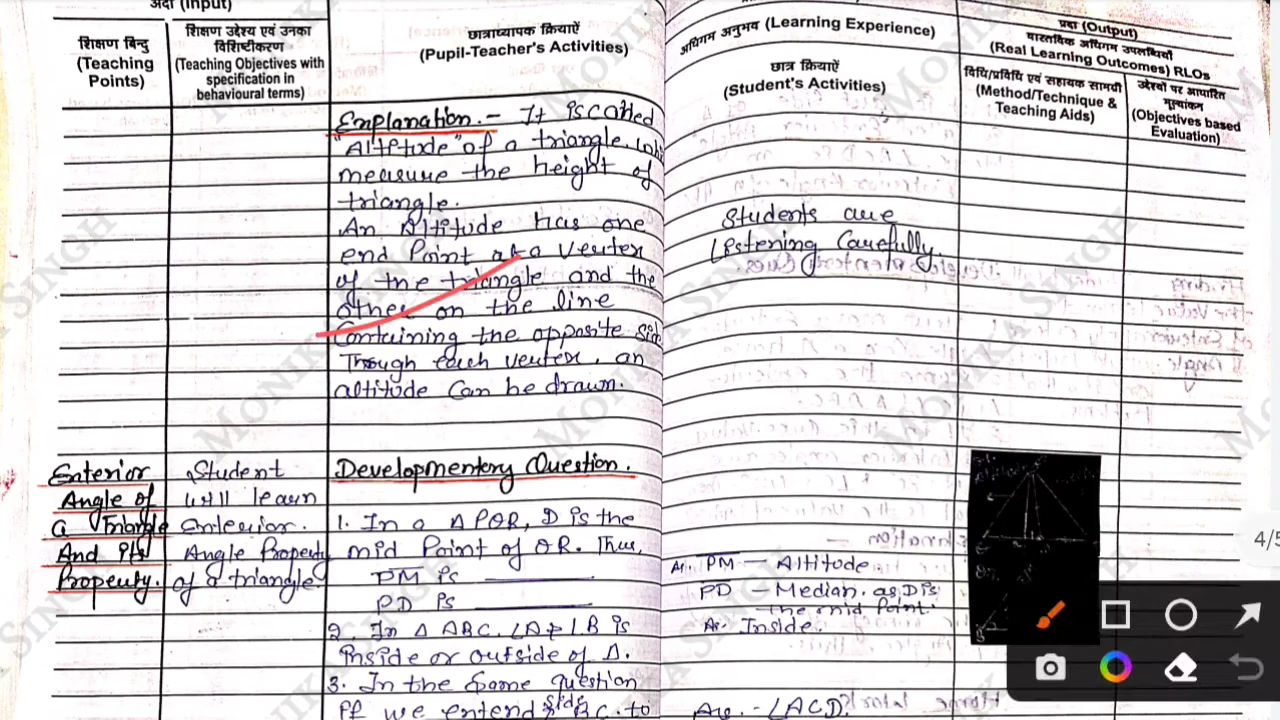 अदा (Input)
शिक्षण बिन्दु
(Teaching
Points)
शिक्षण उद्देश्य एवं उनका
विशिष्टीकरण
(Teaching Objectives with
specification in
behavioural terms)
छात्राध्यापक क्रियाऐं
(Pupil-Teacher's Activities)
अधिगम अनुभव (Learning Experience)
छात्र क्रियाऐं
(Student's Activities)
प्रदा (Output)
वास्तविक अधिगम उपलब्धियाँ
(Real Learning Outcomes) RLOs
विधि/प्रविधि एवं सहायक सामग्री
(Method/Technique &
Teaching Aids)
उद्देश्यों पर आधारित
मूल्यांकन
(Objectives based
Evaluation)
Explanation.- It is called
"Altitude" of a triangle.
measure the height of
triangle.
An Altitude has one
end Point at a vertex
of the triangle and the
other on the line
Containing the opposite
Through each vertex, an
altitude Can be drawn.
Students are
Listening Carefully.
Exterior
Angle of
a Triangle
And its
Property.
Student
will learn
exterior
Angle Property
of a triangle
Developmentory Question.
1. In a Δ PQR, D is the
mid Point of QR. Thus,
PM is
PD is
2. In Δ ABC. ∠A ∠B is
inside or outside of Δ.
3. In the Same question
If we extend side BC to
PM - Altitude
PD - Median as D is
the mid Point.
As. Inside.
Ans. - ∠ACD.
MONIKA SINGH
4/5